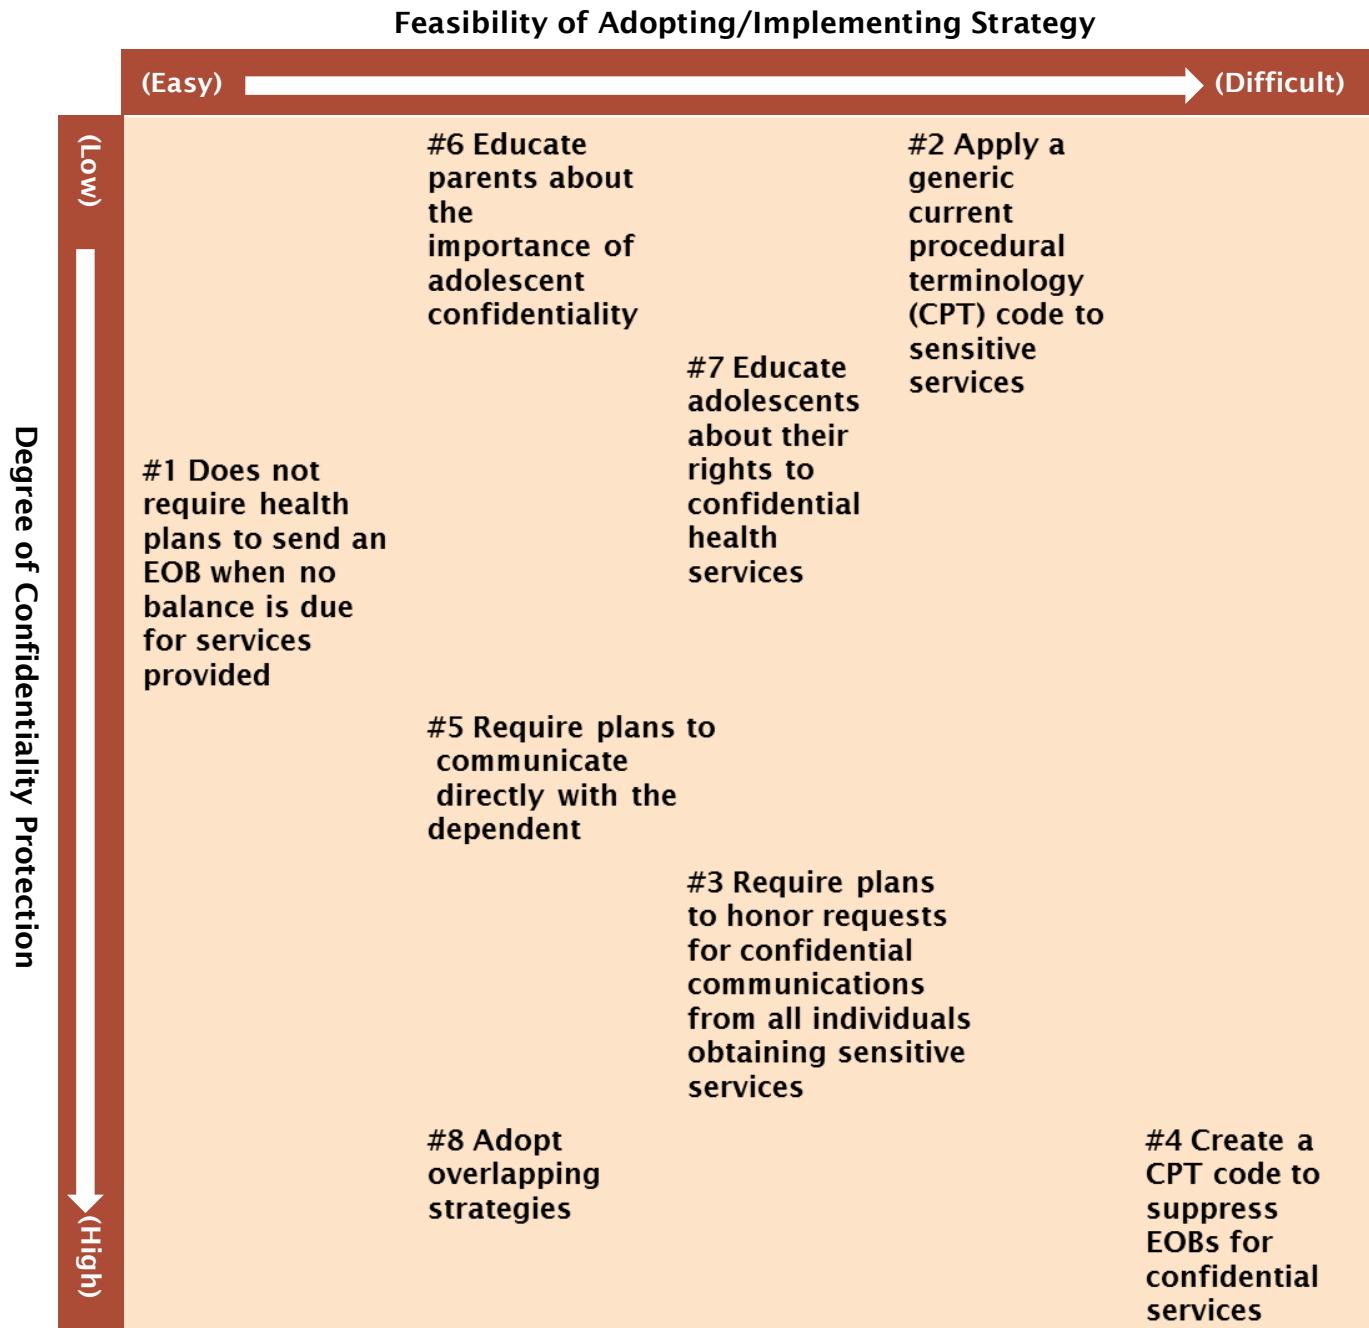 Feasibility of Adopting/Implementing Strategy
(Easy)
(Difficult)
Degree of Confidentiality Protection
(Low)
(High)
#6 Educate
parents about
the
importance of
adolescent
confidentiality
#2 Apply a
generic
current
procedural
terminology
(CPT) code to
sensitive
services
#7 Educate
adolescents
about their
rights to
confidential
health
services
#1 Does not
require health
plans to send an
EOB when no
balance is due
for services
provided
#5 Require plans to
communicate
directly with the
dependent
#3 Require plans
to honor requests
for confidential
communications
from all individuals
obtaining sensitive
services
#8 Adopt
overlapping
strategies
#4 Create a
CPT code to
suppress
EOBs for
confidential
services